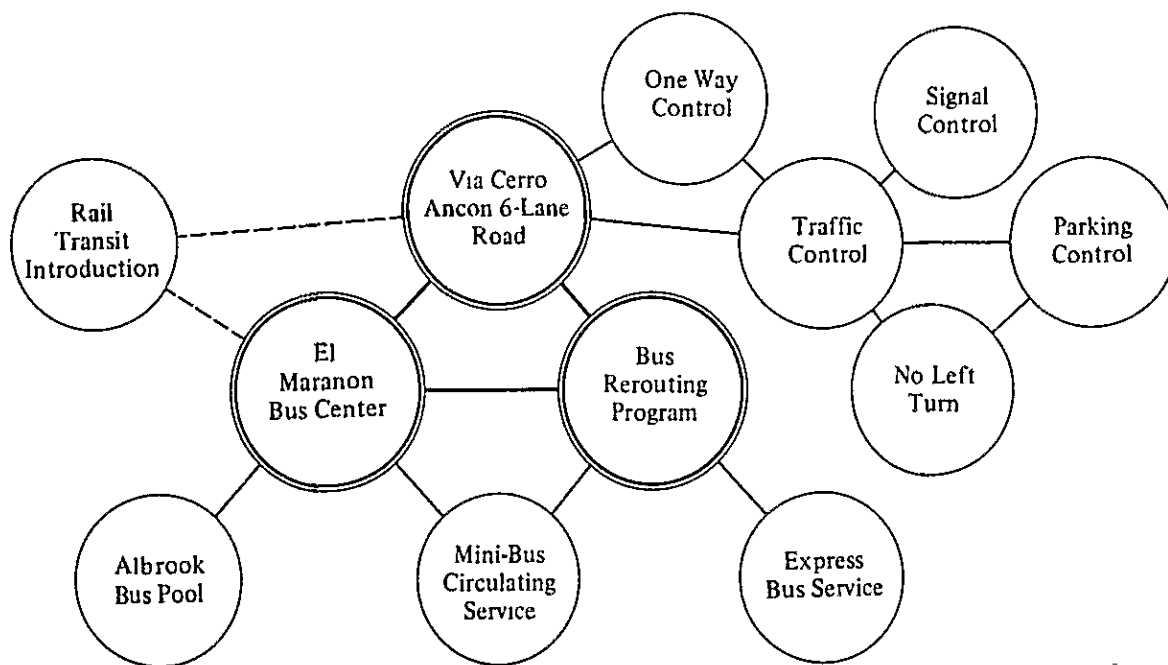 One Way
Control
Signal
Control
Via Cerro
Ancon 6-Lane
Road
Rail
Transit
Introduction
Traffic
Control
Parking
Control
El
Maranon
Bus Center
Bus
Rerouting
Program
No Left
Turn
Albrook
Bus Pool
Mini-Bus
Circulating
Service
Express
Bus Service